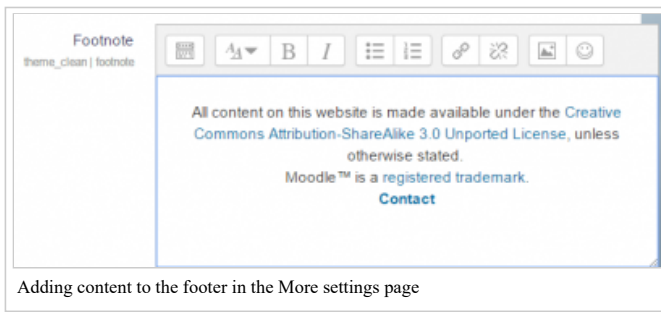 Footnote
theme_clean | footnote
All content on this website is made available under the Creative
Commons Attribution-ShareAlike 3.0 Unported License, unless
otherwise stated.
Moodle™ is a registered trademark.
Contact
Adding content to the footer in the More settings page